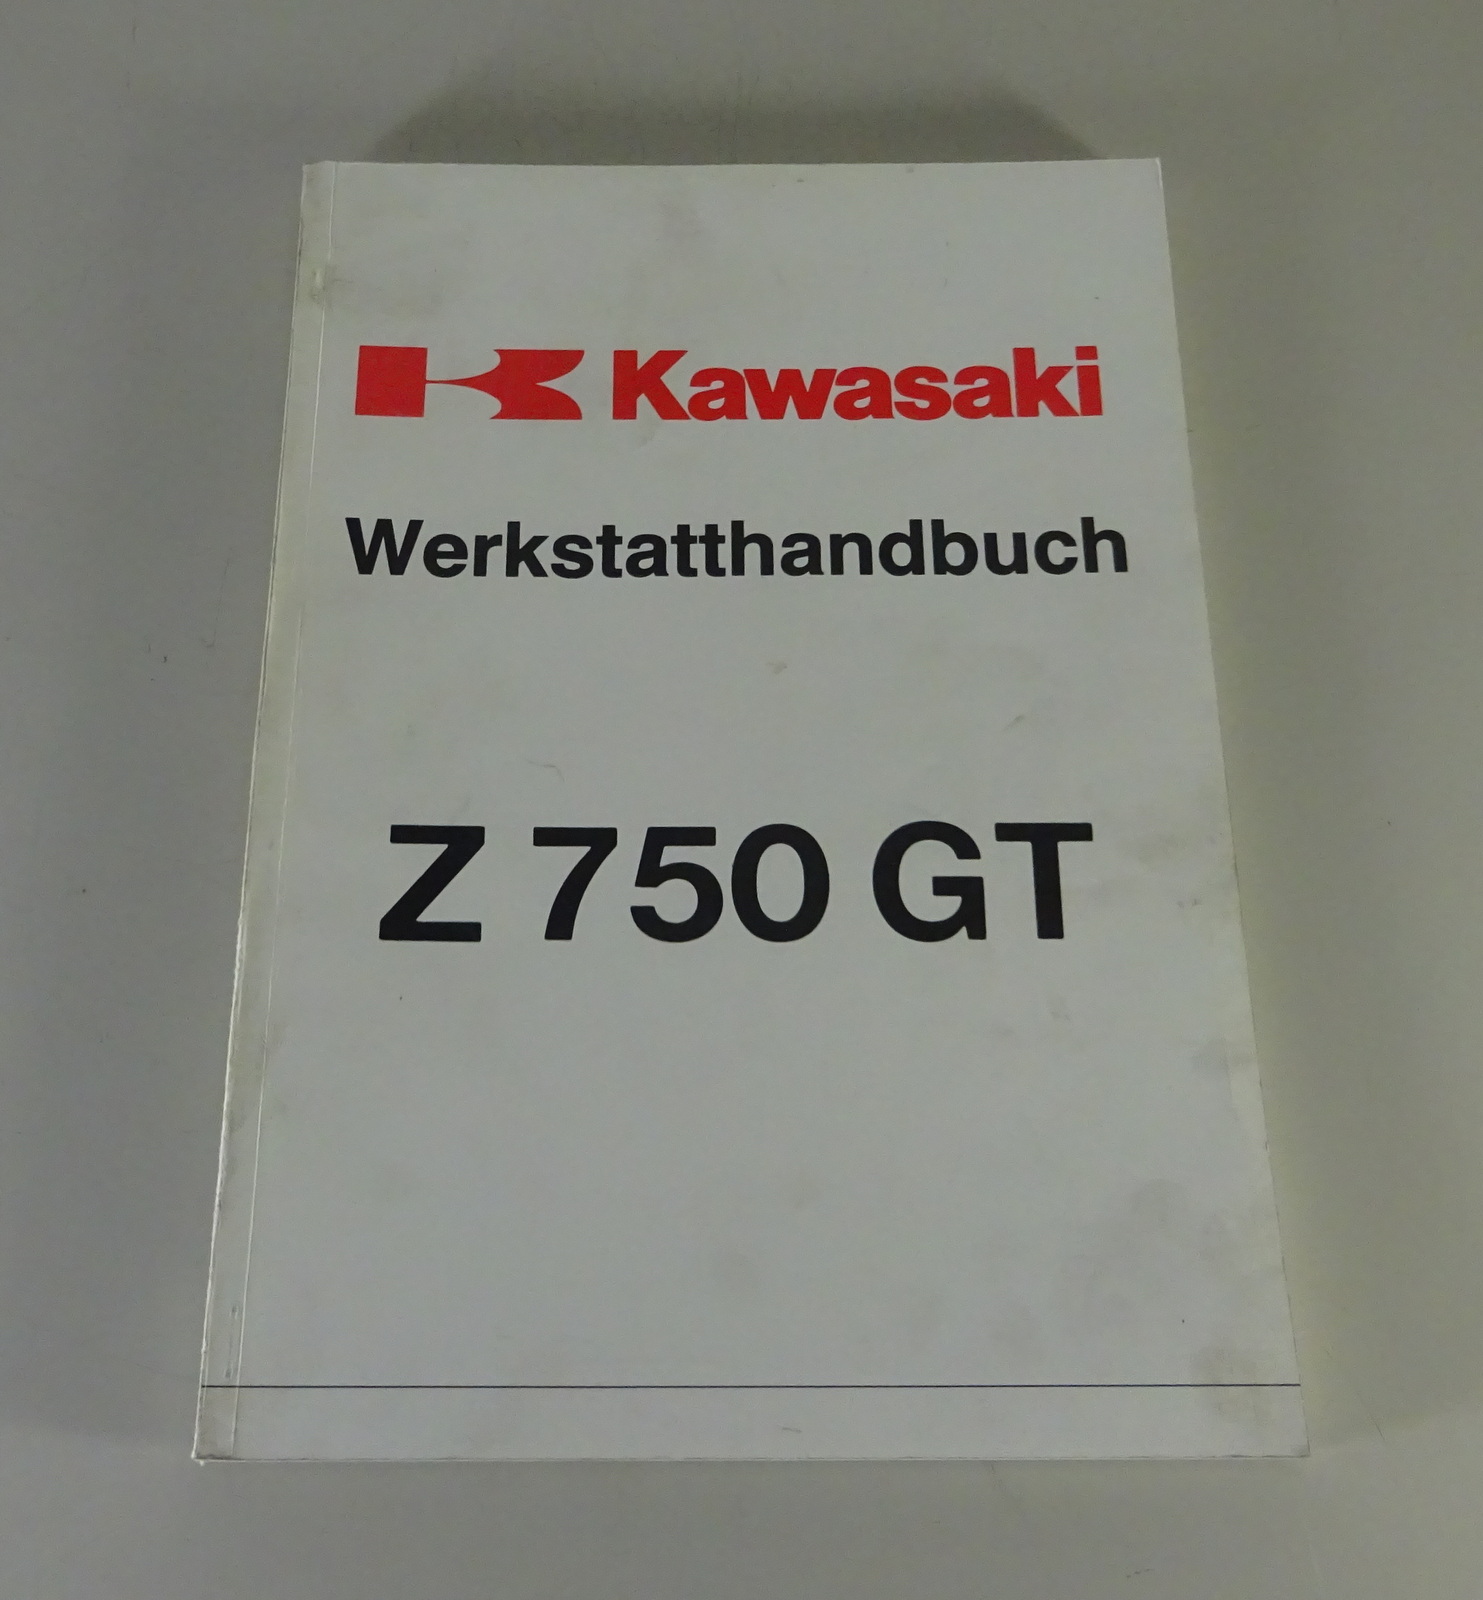 Kawasaki
Werkstatthandbuch
Z 750 GT